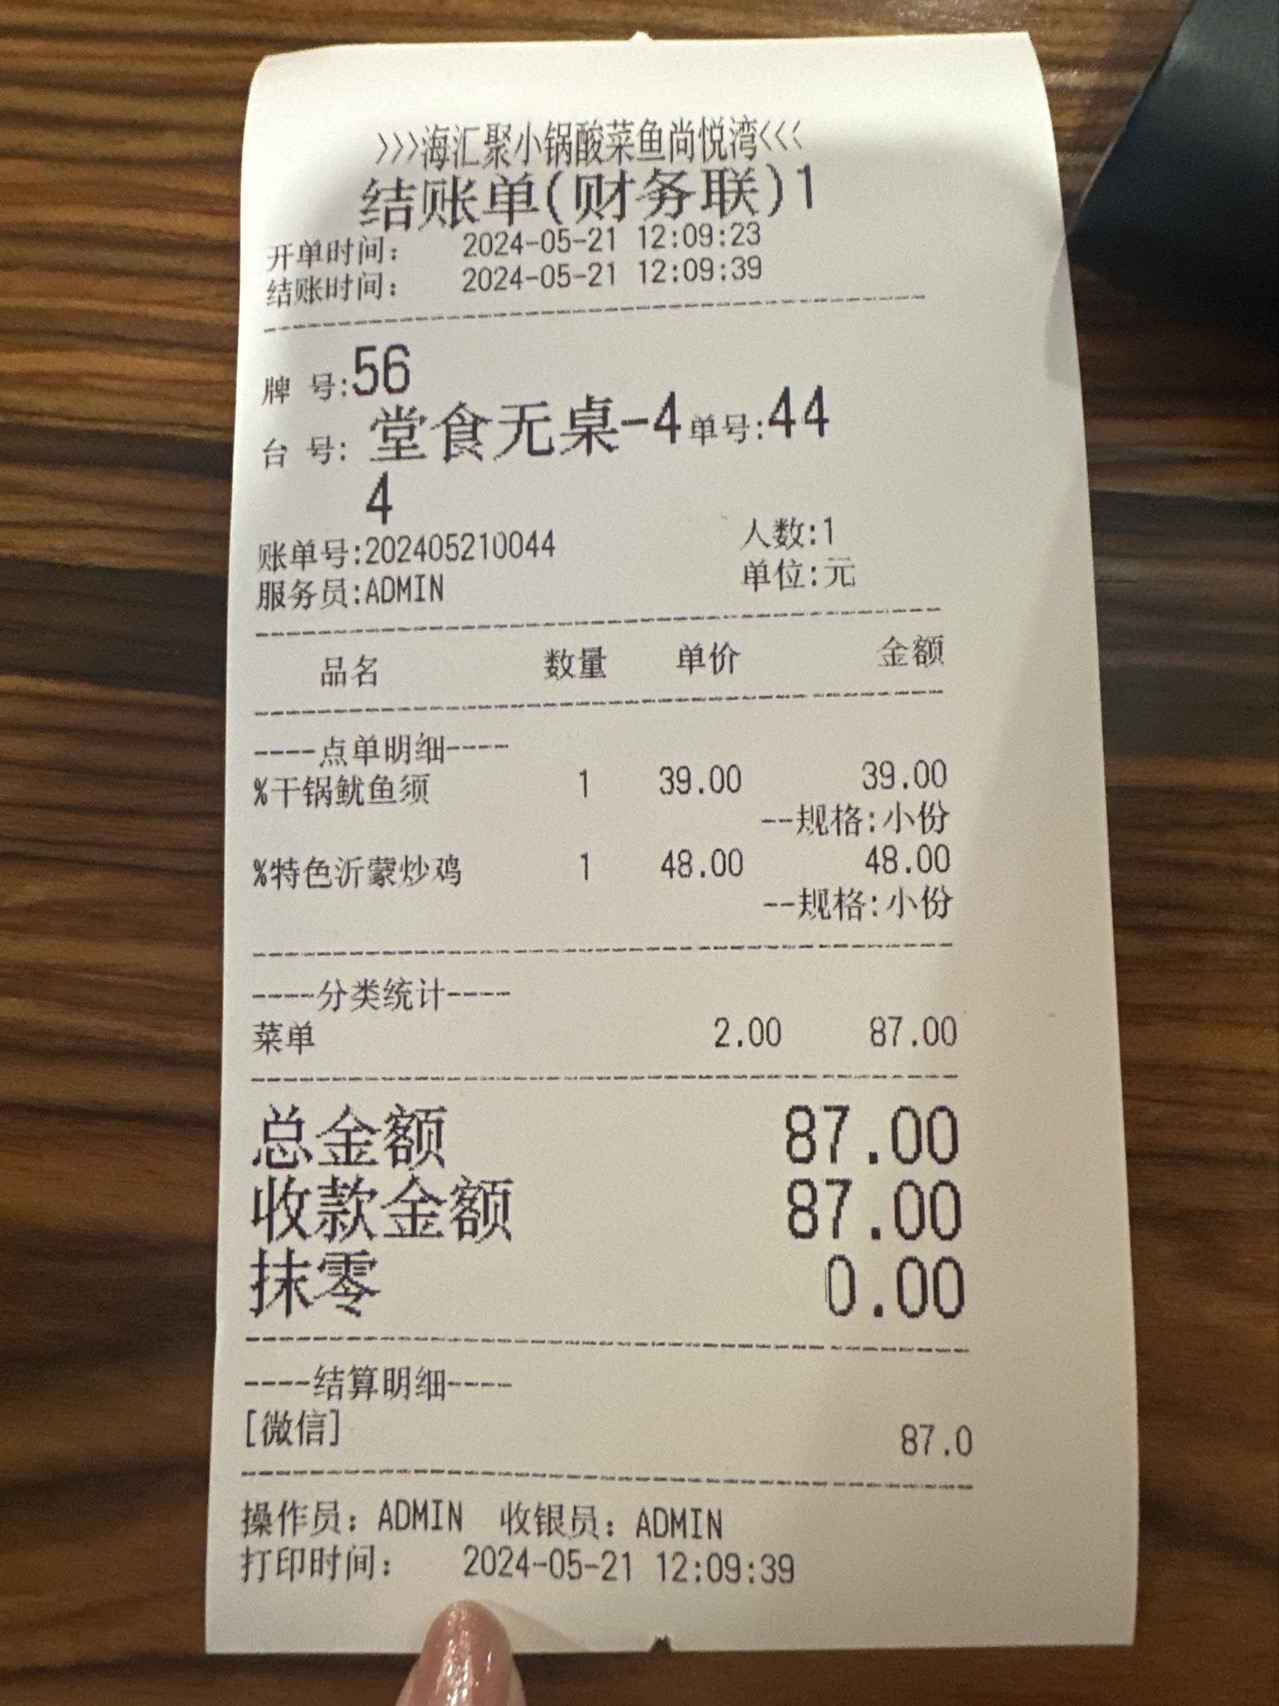 >>>海汇聚小锅酸菜鱼尚悦湾<<<
结账单(财务联)1
开单时间: 2024-05-21 12:09:23
结账时间: 2024-05-21 12:09:39
牌 号:56
台 号: 堂食无桌-4 单号:44
4
账单号:202405210044 人数:1
服务员:ADMIN 单位:元
品名 数量 单价 金额
----点单明细----
%干锅鱿鱼须 1 39.00 39.00
--规格:小份
%特色沂蒙炒鸡 1 48.00 48.00
--规格:小份
----分类统计----
菜单 2.00 87.00
总金额 87.00
收款金额 87.00
抹零 0.00
----结算明细----
[微信] 87.0
操作员: ADMIN 收银员: ADMIN
打印时间: 2024-05-21 12:09:39